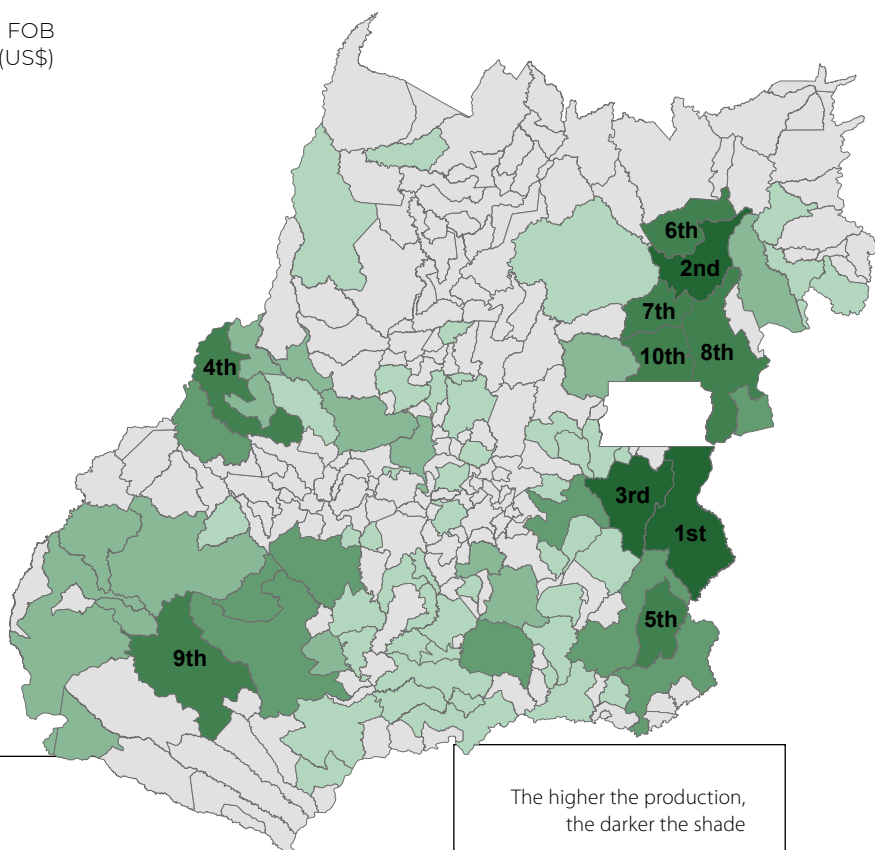 FOB
(US$)
6th
2nd
7th
10th
8th
4th
3rd
1st
5th
9th
The higher the production,
the darker the shade